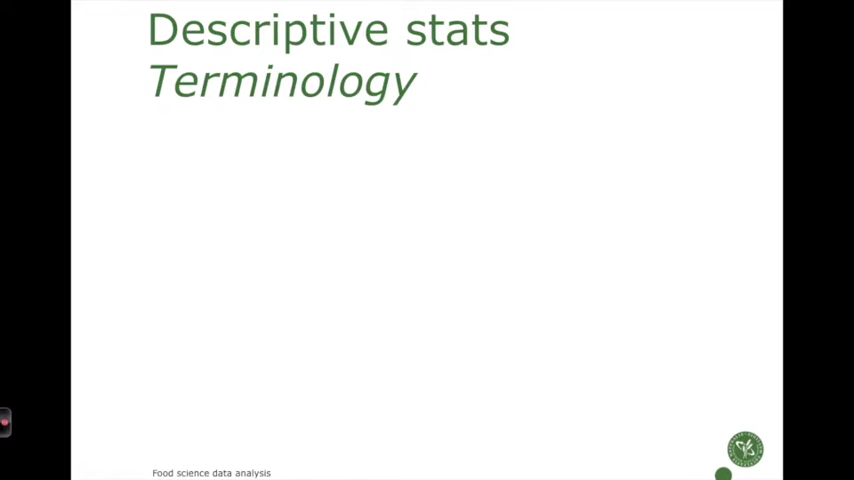 Descriptive stats
Terminology
Food science data analysis